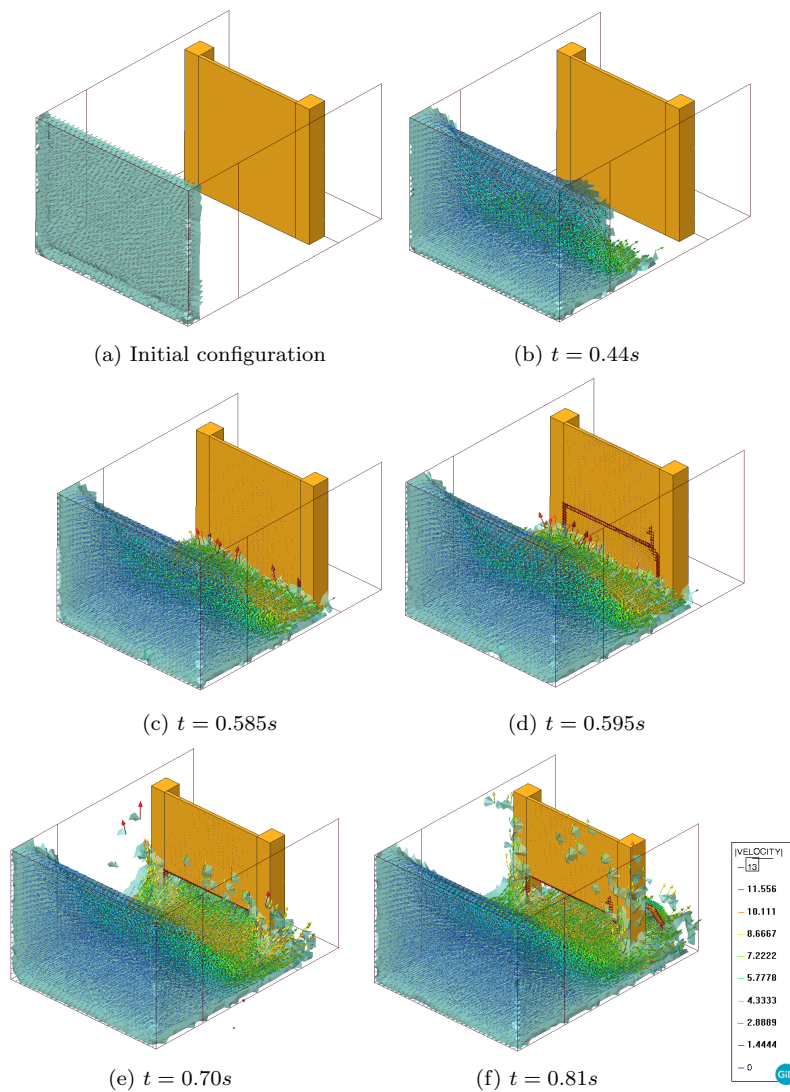 (a) Initial configuration
(b) t = 0.44s
(c) t = 0.585s
(d) t = 0.595s
(e) t = 0.70s
(f) t = 0.81s
|VELOCITY|
13
11.556
10.111
8.6667
7.2222
5.7778
4.3333
2.8889
1.4444
0
GiD